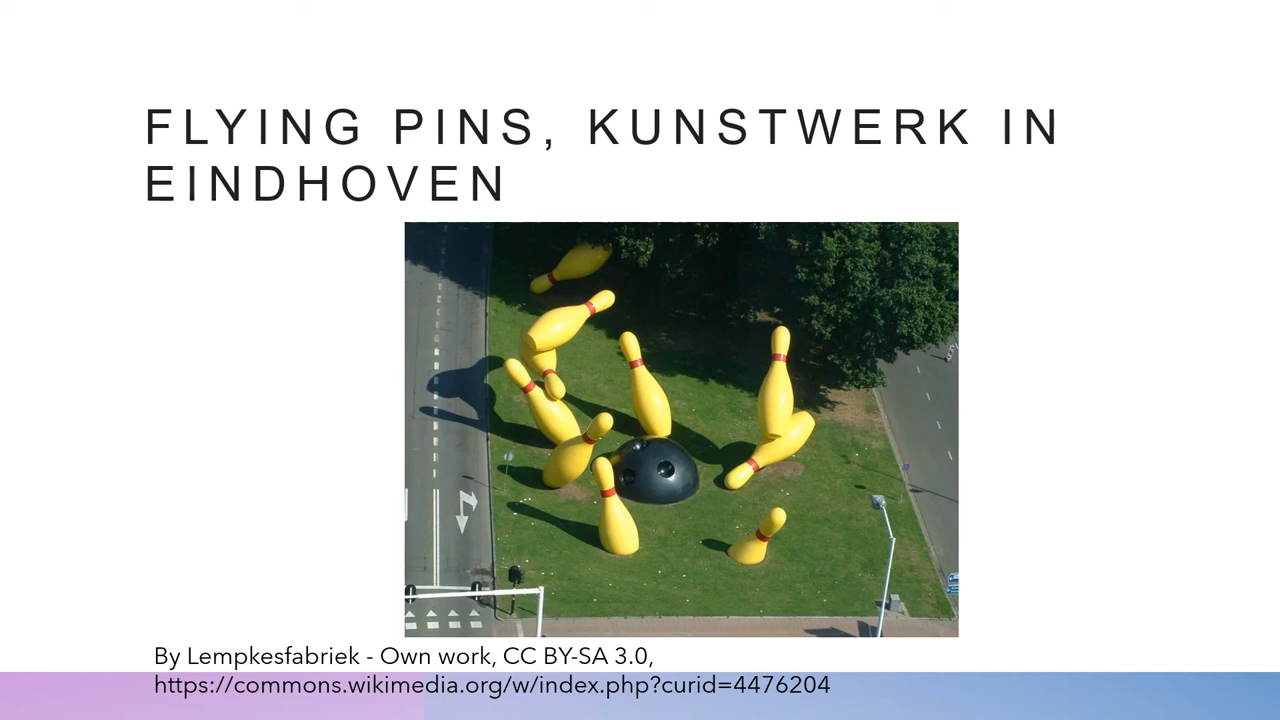 FLYING PINS, KUNSTWERK IN
EINDHOVEN
By Lempkesfabriek - Own work, CC BY-SA 3.0,
https://commons.wikimedia.org/w/index.php?curid=4476204